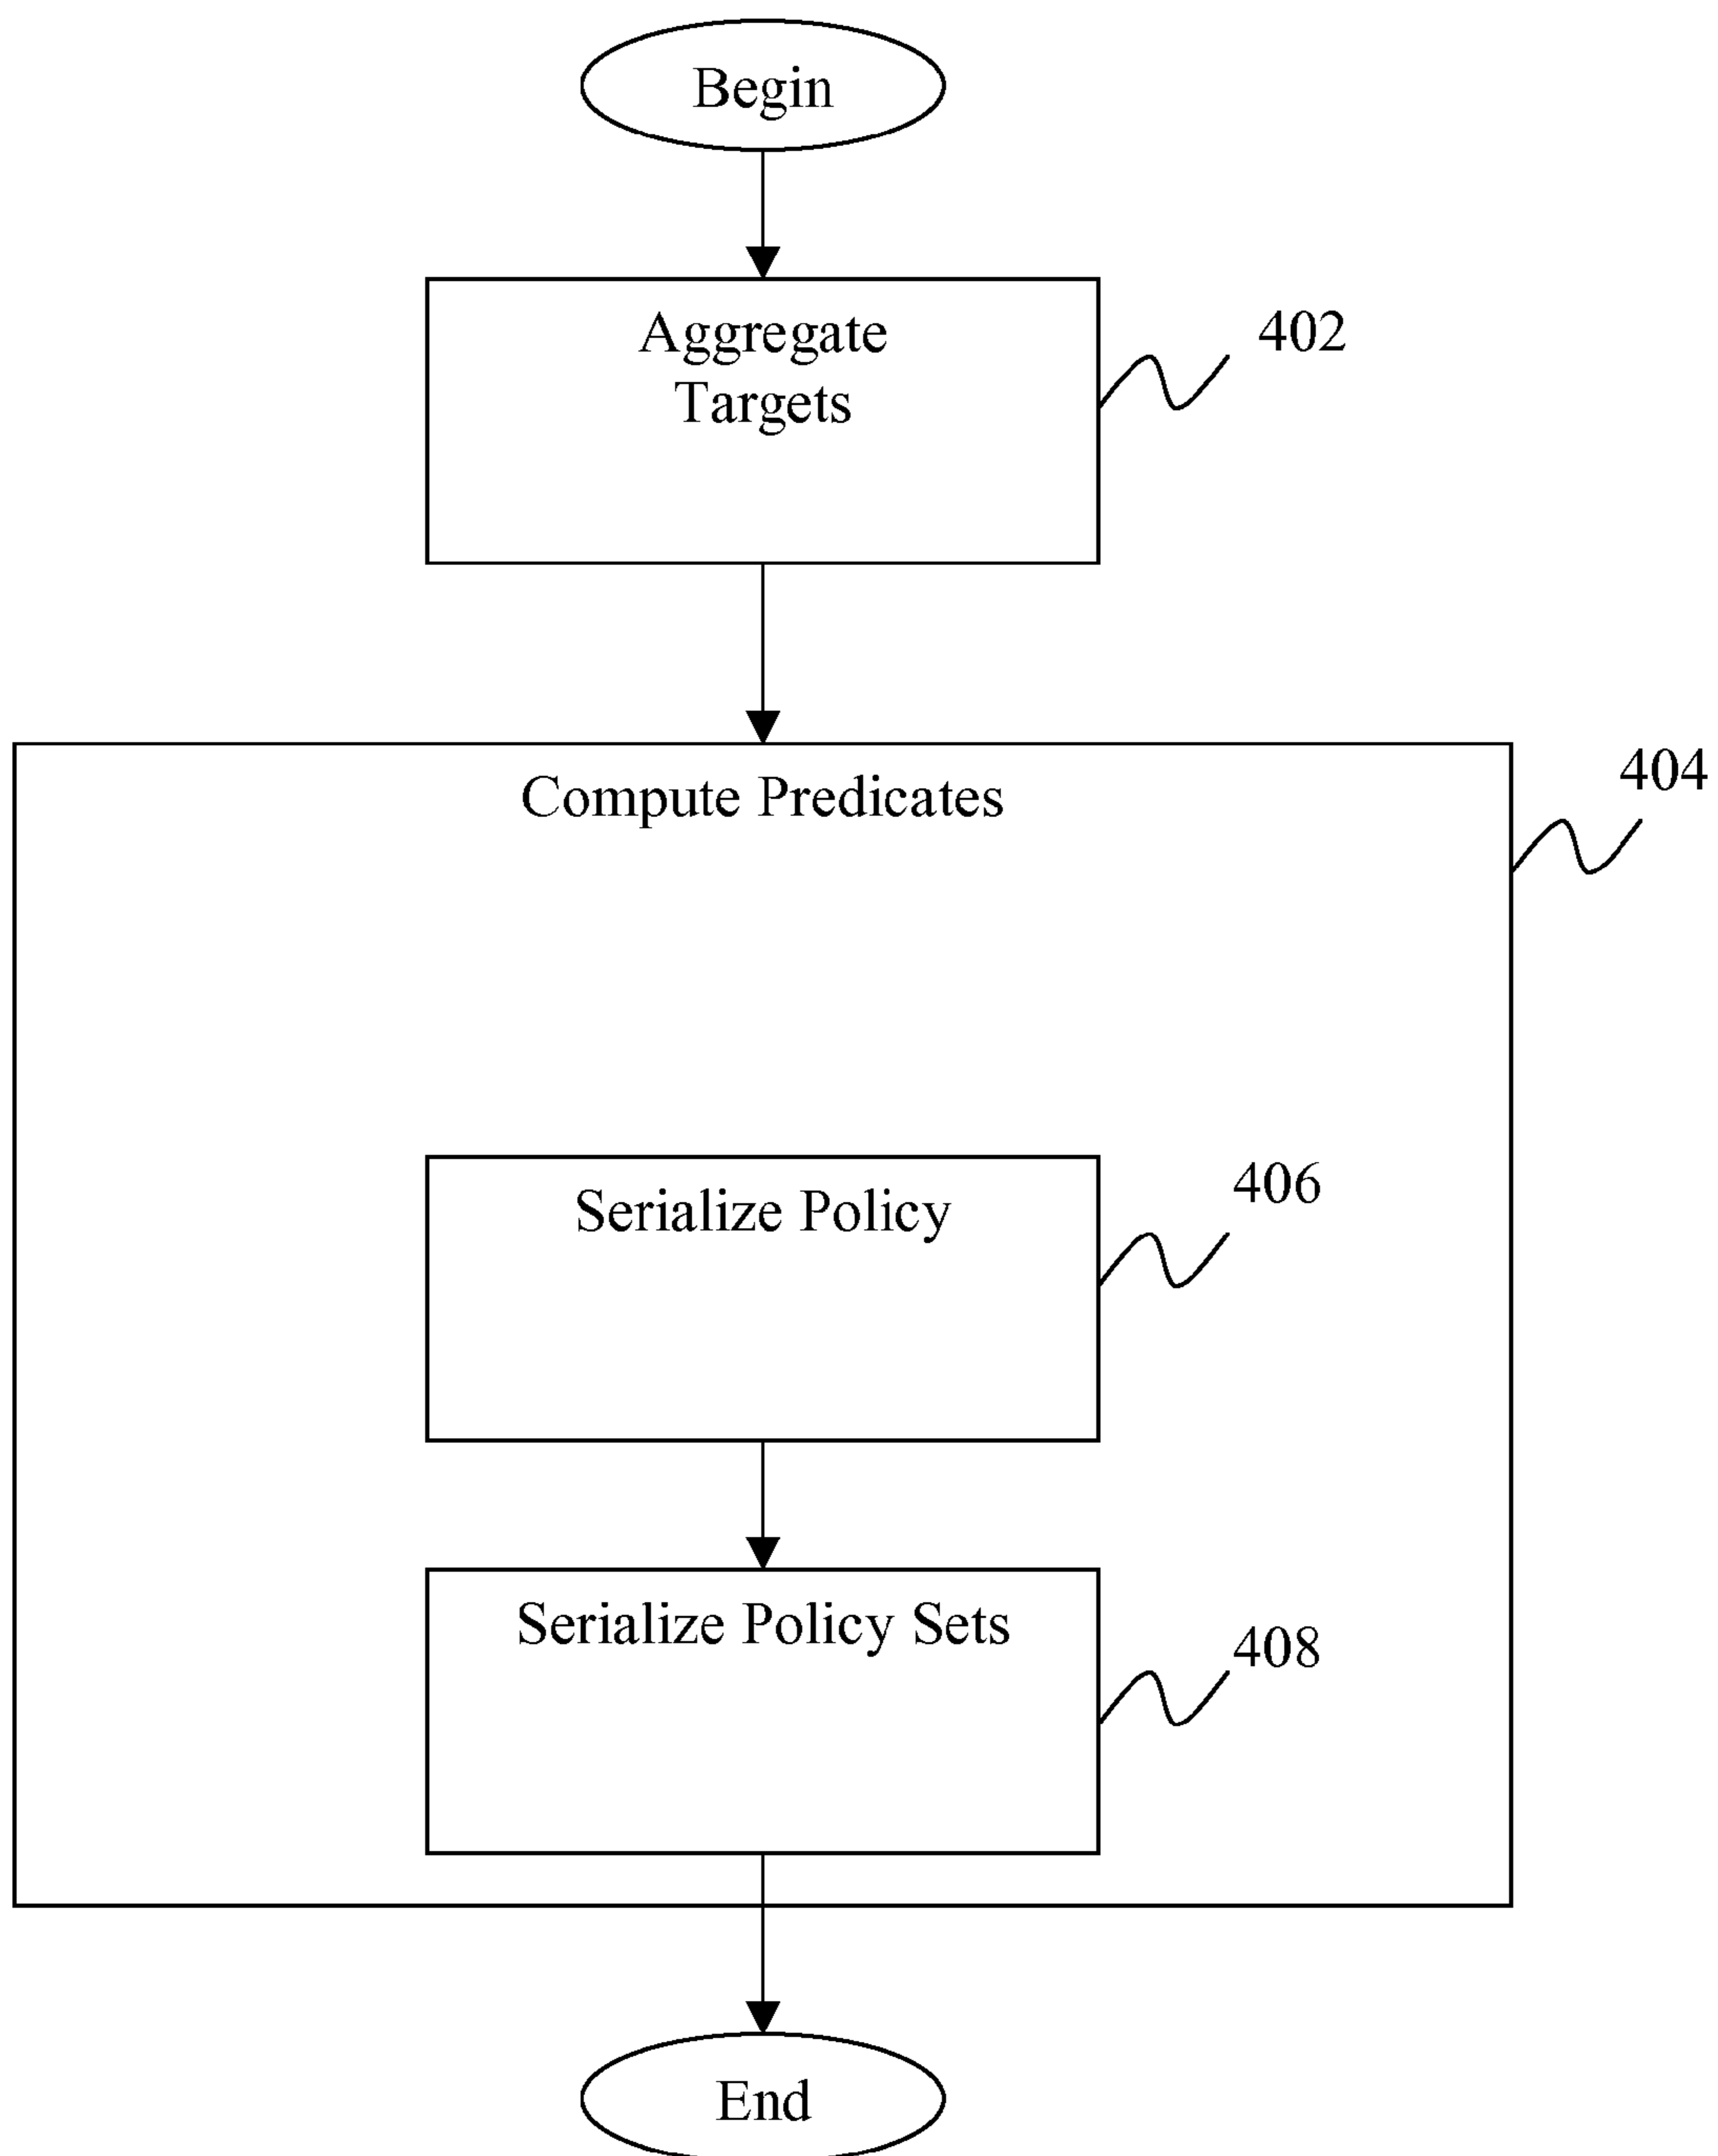 Begin
Aggregate
Targets
402
Compute Predicates
404
Serialize Policy
406
Serialize Policy Sets
408
End